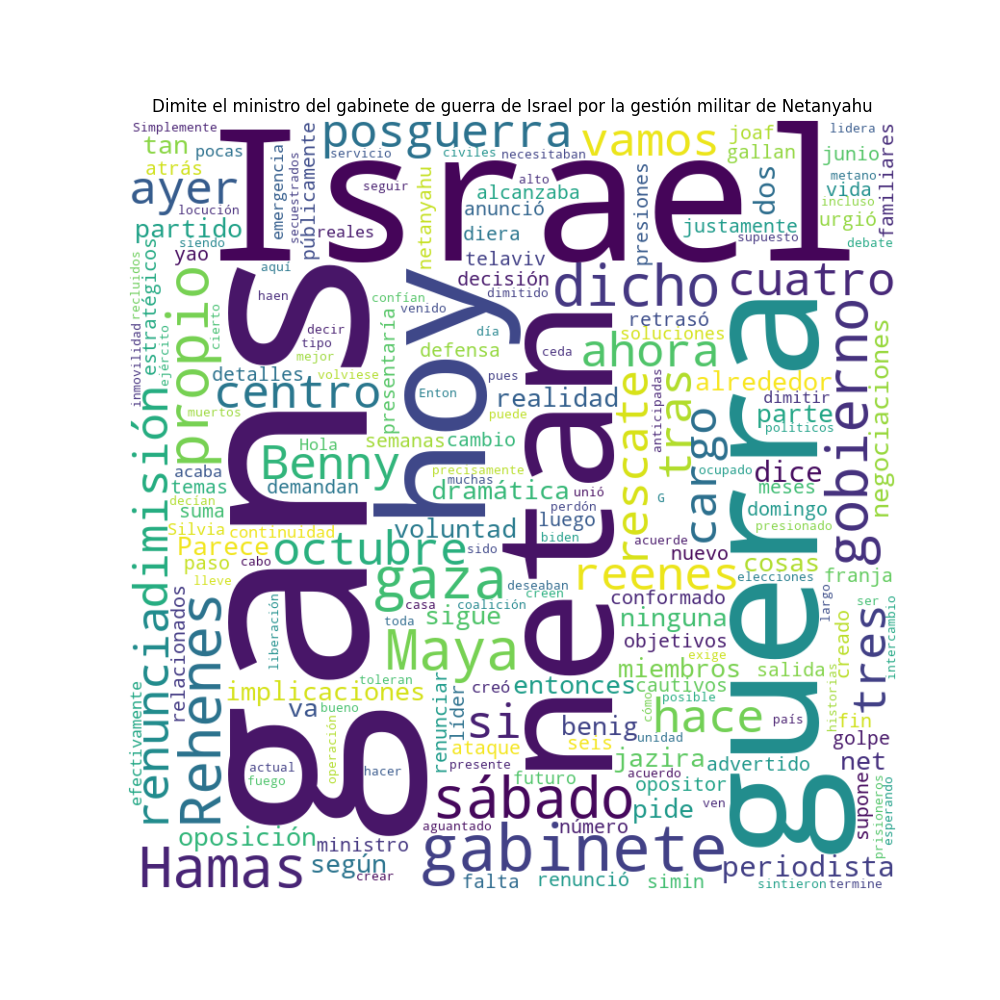 Dimite el ministro del gabinete de guerra de Israel por la gestión militar de Netanyahu
Simplemente
tan
pocas
atrás
ayer
locución
partido
siendo
yao
emergencia
secuestrados
públicamente
posguerra
servicio
civiles
necesitaban
vamos
joaf
gallan
lidera
junio
metano
vida
incluso
urgió
familiares
debate
Israel
seguir
reales
netanyahu
alto
alcanzaba
anunció
diera
telaviv
decisión
dimitido
presiones
dos
justamente
supuesto
recluidos
inmovilidad
ejército
estratégicos
propio
cierto
aquí
haen
gans
confían
venido
hoy
día
dicho
cuatro
retrasó
soluciones
ceda
ahora
guerra
gobierno
negociaciones
decir
tipo
mejor
volviese
detalles
centro
presentaría
defensa
pues
Enton
realidad
puede
netanyahu
rescate
anticipadas
tras
alrededor
dimitir
parte
políticos
muertos
Hola
semanas
cambio
Benny
demandan
acaba
temas
decían
suma
precisamente
muchas
dramática
unió
perdón
luego
biden
G
ocupado
cargo
dice
meses
domingo
presionado
dimisión
renuncia
Silvia
continuidad
Parece
paso
cabo
lleve
octubre
voluntad
sido
acuerde
nuevo
cosas
elecciones
franja
gaza
reenes
deseaban
creen
conformado
largo
ser
intercambio
Rehenes
relacionados
liberación
casa
coalición
toda
sigue
ninguna
objetivos
exige
tres
creado
Maya
toleran
implicaciones
creó
entonces
miembros
cautivos
salida
historias
efectivamente
va
bueno
operación
renunciar
líder
si
benig
posible
unidad
cómo
hace
país
fin
golpe
ataque
seis
presente
futuro
jazira
acuerdo
advertido
net
actual
fuego
hacer
sábado
opositor
pide
ven
supone
prisioneros
esperando
oposición
ministro
aguantado
número
gabinete
Hamas
según
crear
falta
renunció
simin
periodista
sintieron
termine